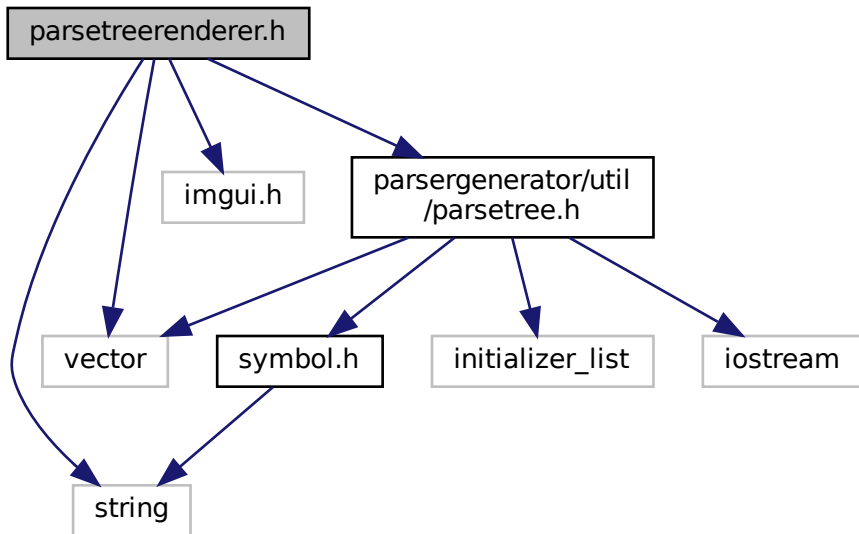 parsetreerenderer.h
imgui.h
parsergenerator/util
/parsetree.h
vector
symbol.h
initializer_list
iostream
string